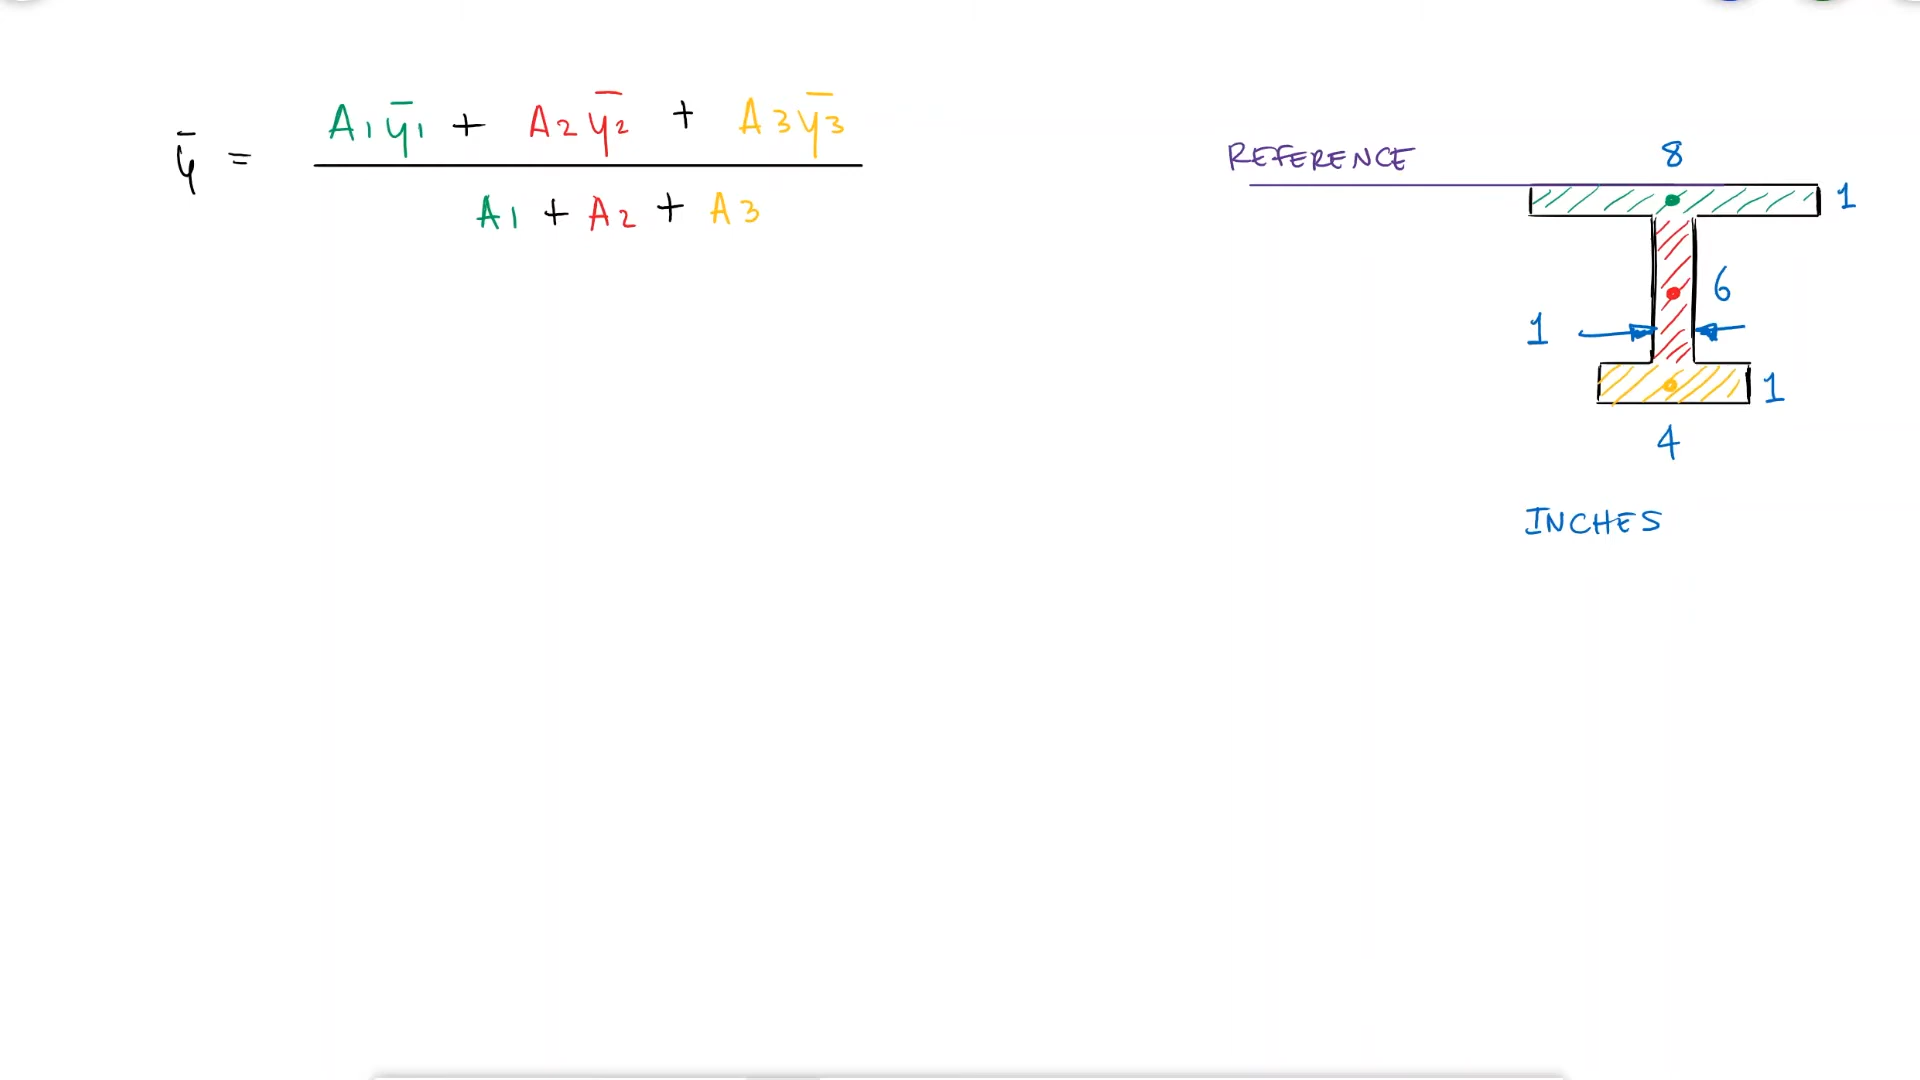 ȳ = A1ȳ1 + A2ȳ2 + A3ȳ3
A1 + A2 + A3
REFERENCE
8
1
6
1
1
4
INCHES